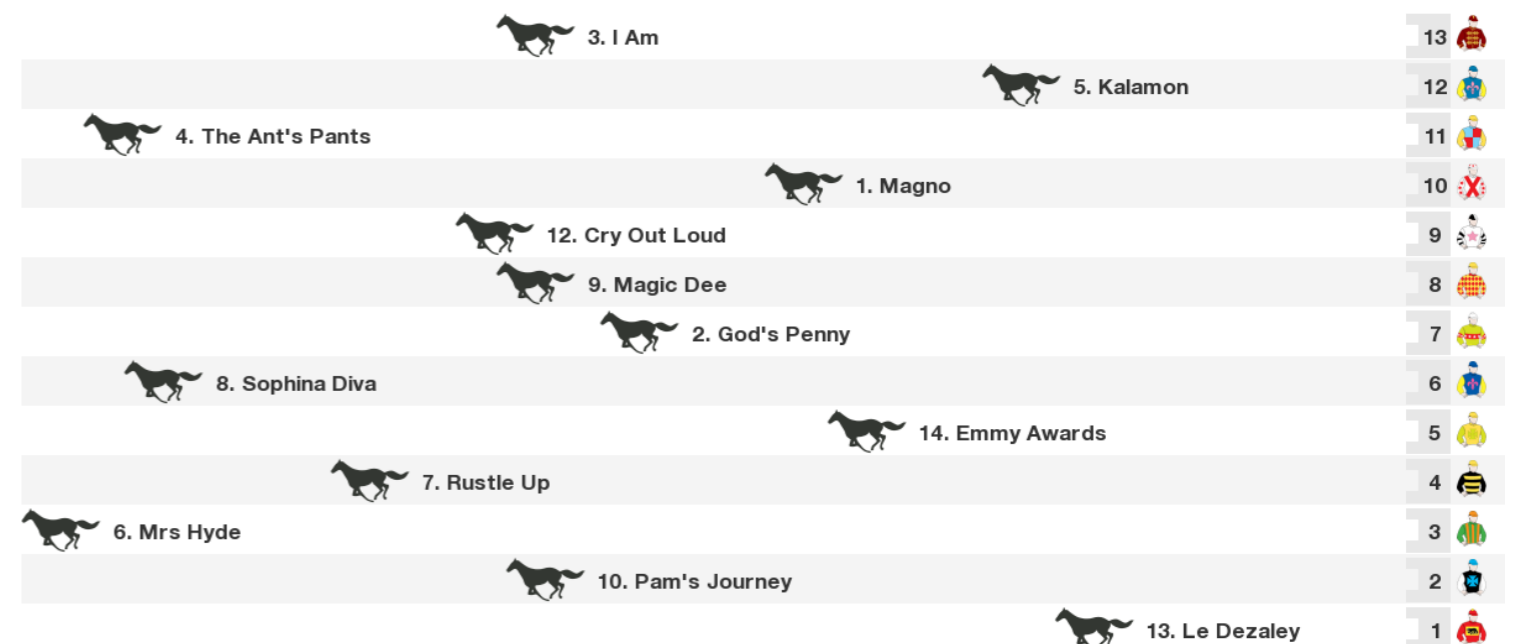 3. I Am 13
5. Kalamon 12
4. The Ant's Pants 11
1. Magno 10
12. Cry Out Loud 9
9. Magic Dee 8
2. God's Penny 7
8. Sophina Diva 6
14. Emmy Awards 5
7. Rustle Up 4
6. Mrs Hyde 3
10. Pam's Journey 2
13. Le Dezaley 1